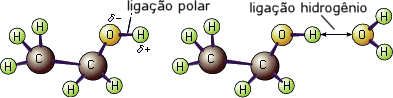 ligação polar
δ-
O H
δ+
H
H C C
H H H
ligação hidrogênio
O H O H
H
H
H C C
H H H